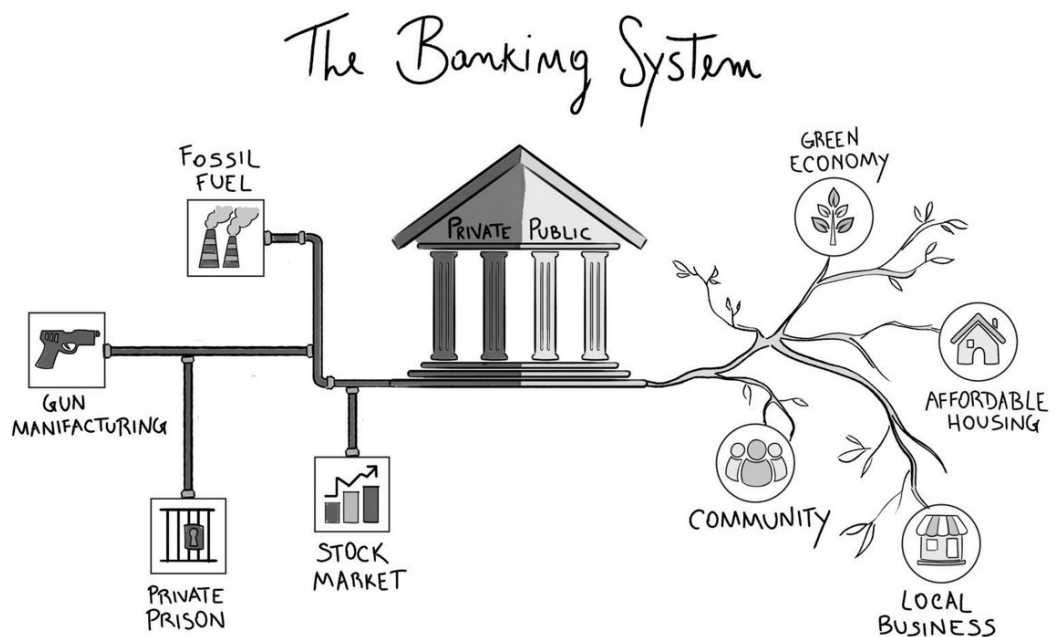 The Banking System
FOSSIL
FUEL
GREEN
ECONOMY
PRIVATE PUBLIC
GUN
MANIFACTURING
AFFORDABLE
HOUSING
COMMUNITY
STOCK
MARKET
PRIVATE
PRISON
LOCAL
BUSINESS